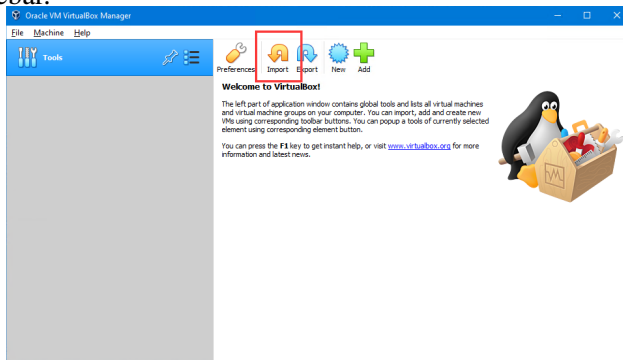 ebar.
Oracle VM VirtualBox Manager
File Machine Help
Tools
Preferences Import Export New Add
Welcome to VirtualBox!
The left part of application window contains global tools and lists all virtual machines
and virtual machine groups on your computer. You can import, add and create new
VMs using corresponding toolbar buttons. You can popup a tools of currently selected
element using corresponding element button.
You can press the F1 key to get instant help, or visit www.virtualbox.org for more
information and latest news.